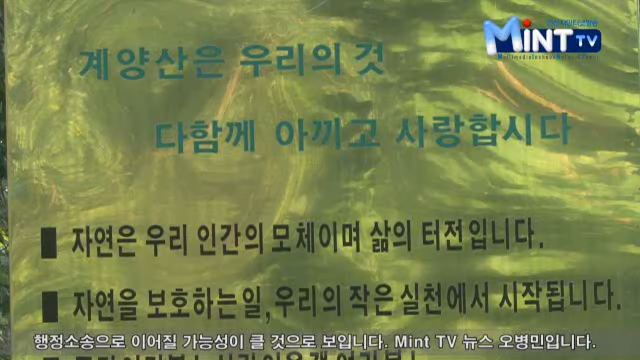 MiNT TV
계양산은 우리의 것
다함께 아끼고 사랑합시다
■ 자연은 우리 인간의 모체이며 삶의 터전입니다.
■ 자연을 보호하는일, 우리의 작은 실천에서 시작됩니다.
행정소송으로 이어질 가능성이 클 것으로 보입니다. Mint TV 뉴스 오병민입니다.